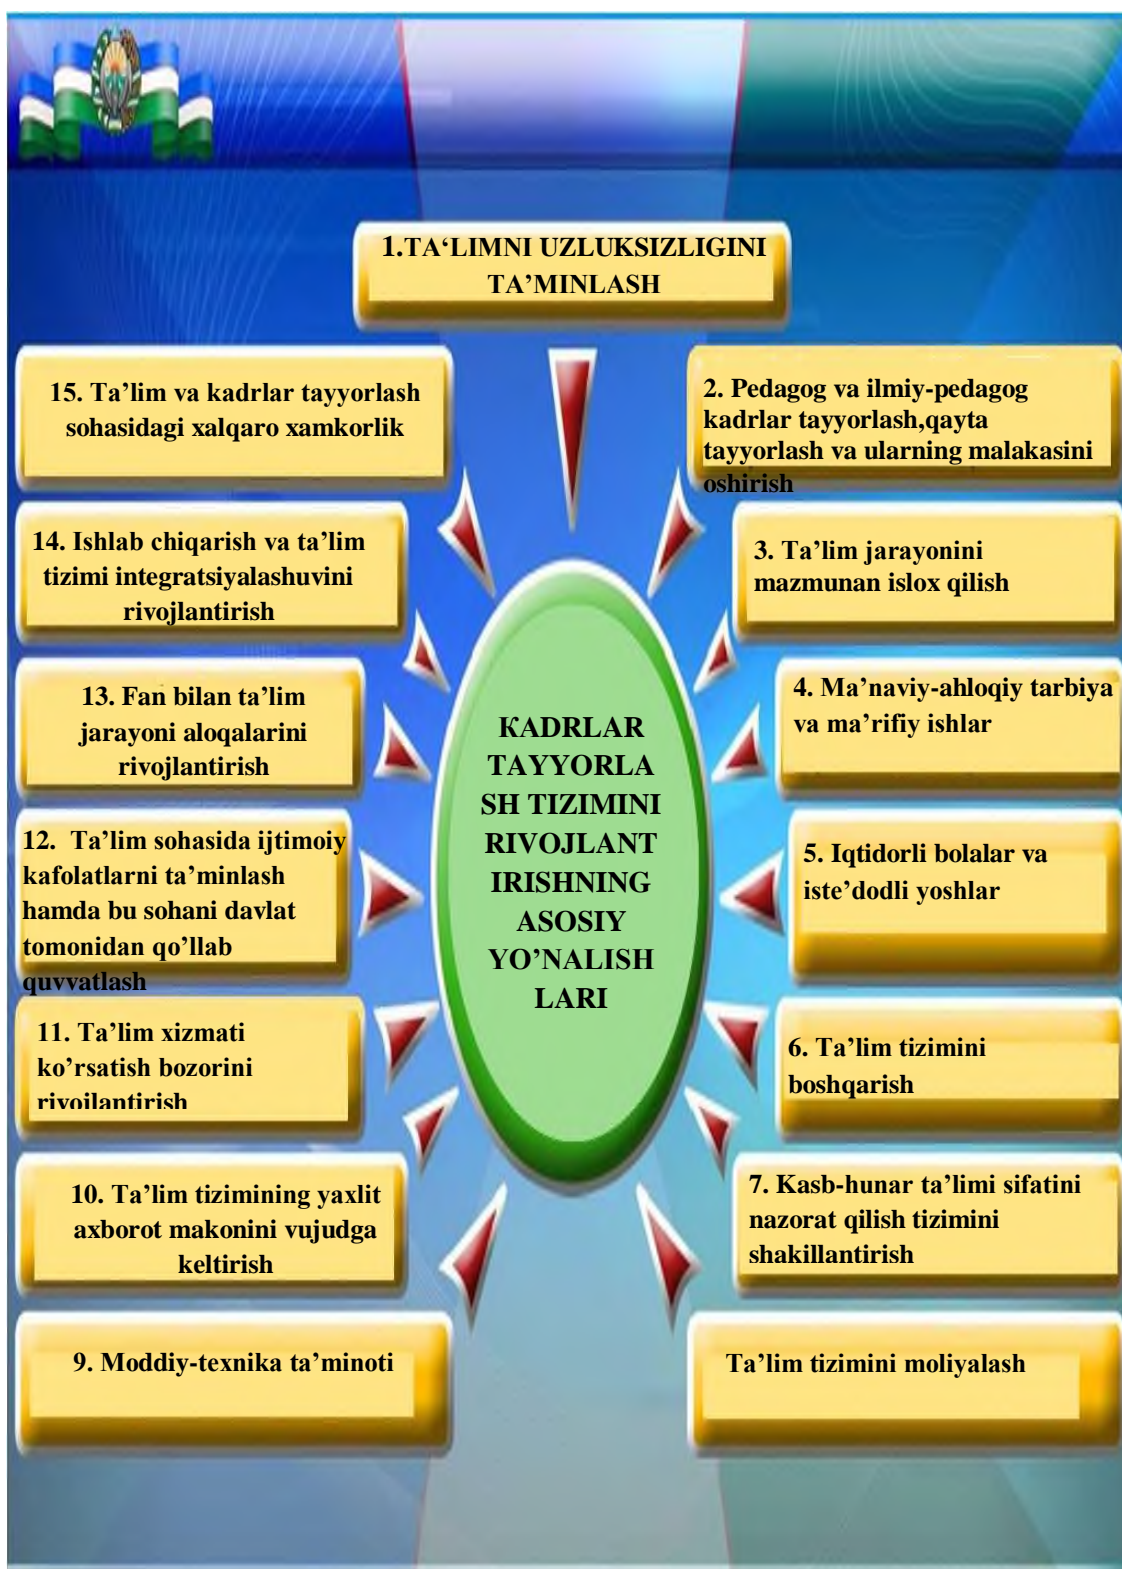 1.TA‘LIMNI UZLUKSIZLIGINI
TA’MINLASH
2. Pedagog va ilmiy-pedagog
kadrlar tayyorlash,qayta
tayyorlash va ularning malakasini
oshirish
3. Ta’lim jarayonini
mazmunan islox qilish
4. Ma’naviy-ahloqiy tarbiya
va ma’rifiy ishlar
5. Iqtidorli bolalar va
iste’dodli yoshlar
6. Ta’lim tizimini
boshqarish
7. Kasb-hunar ta’limi sifatini
nazorat qilish tizimini
shakillantirish
Ta’lim tizimini moliyalash
9. Moddiy-texnika ta’minoti
10. Ta’lim tizimining yaxlit
axborot makonini vujudga
keltirish
11. Ta’lim xizmati
ko’rsatish bozorini
rivojlantirish
12. Ta’lim sohasida ijtimoiy
kafolatlarni ta’minlash
hamda bu sohani davlat
tomonidan qo’llab
quvvatlash
13. Fan bilan ta’lim
jarayoni aloqalarini
rivojlantirish
14. Ishlab chiqarish va ta’lim
tizimi integratsiyalashuvini
rivojlantirish
15. Ta’lim va kadrlar tayyorlash
sohasidagi xalqaro xamkorlik
KADRLAR
TAYYORLA
SH TIZIMINI
RIVOJLANT
IRISHNING
ASOSIY
YO’NALISH
LARI